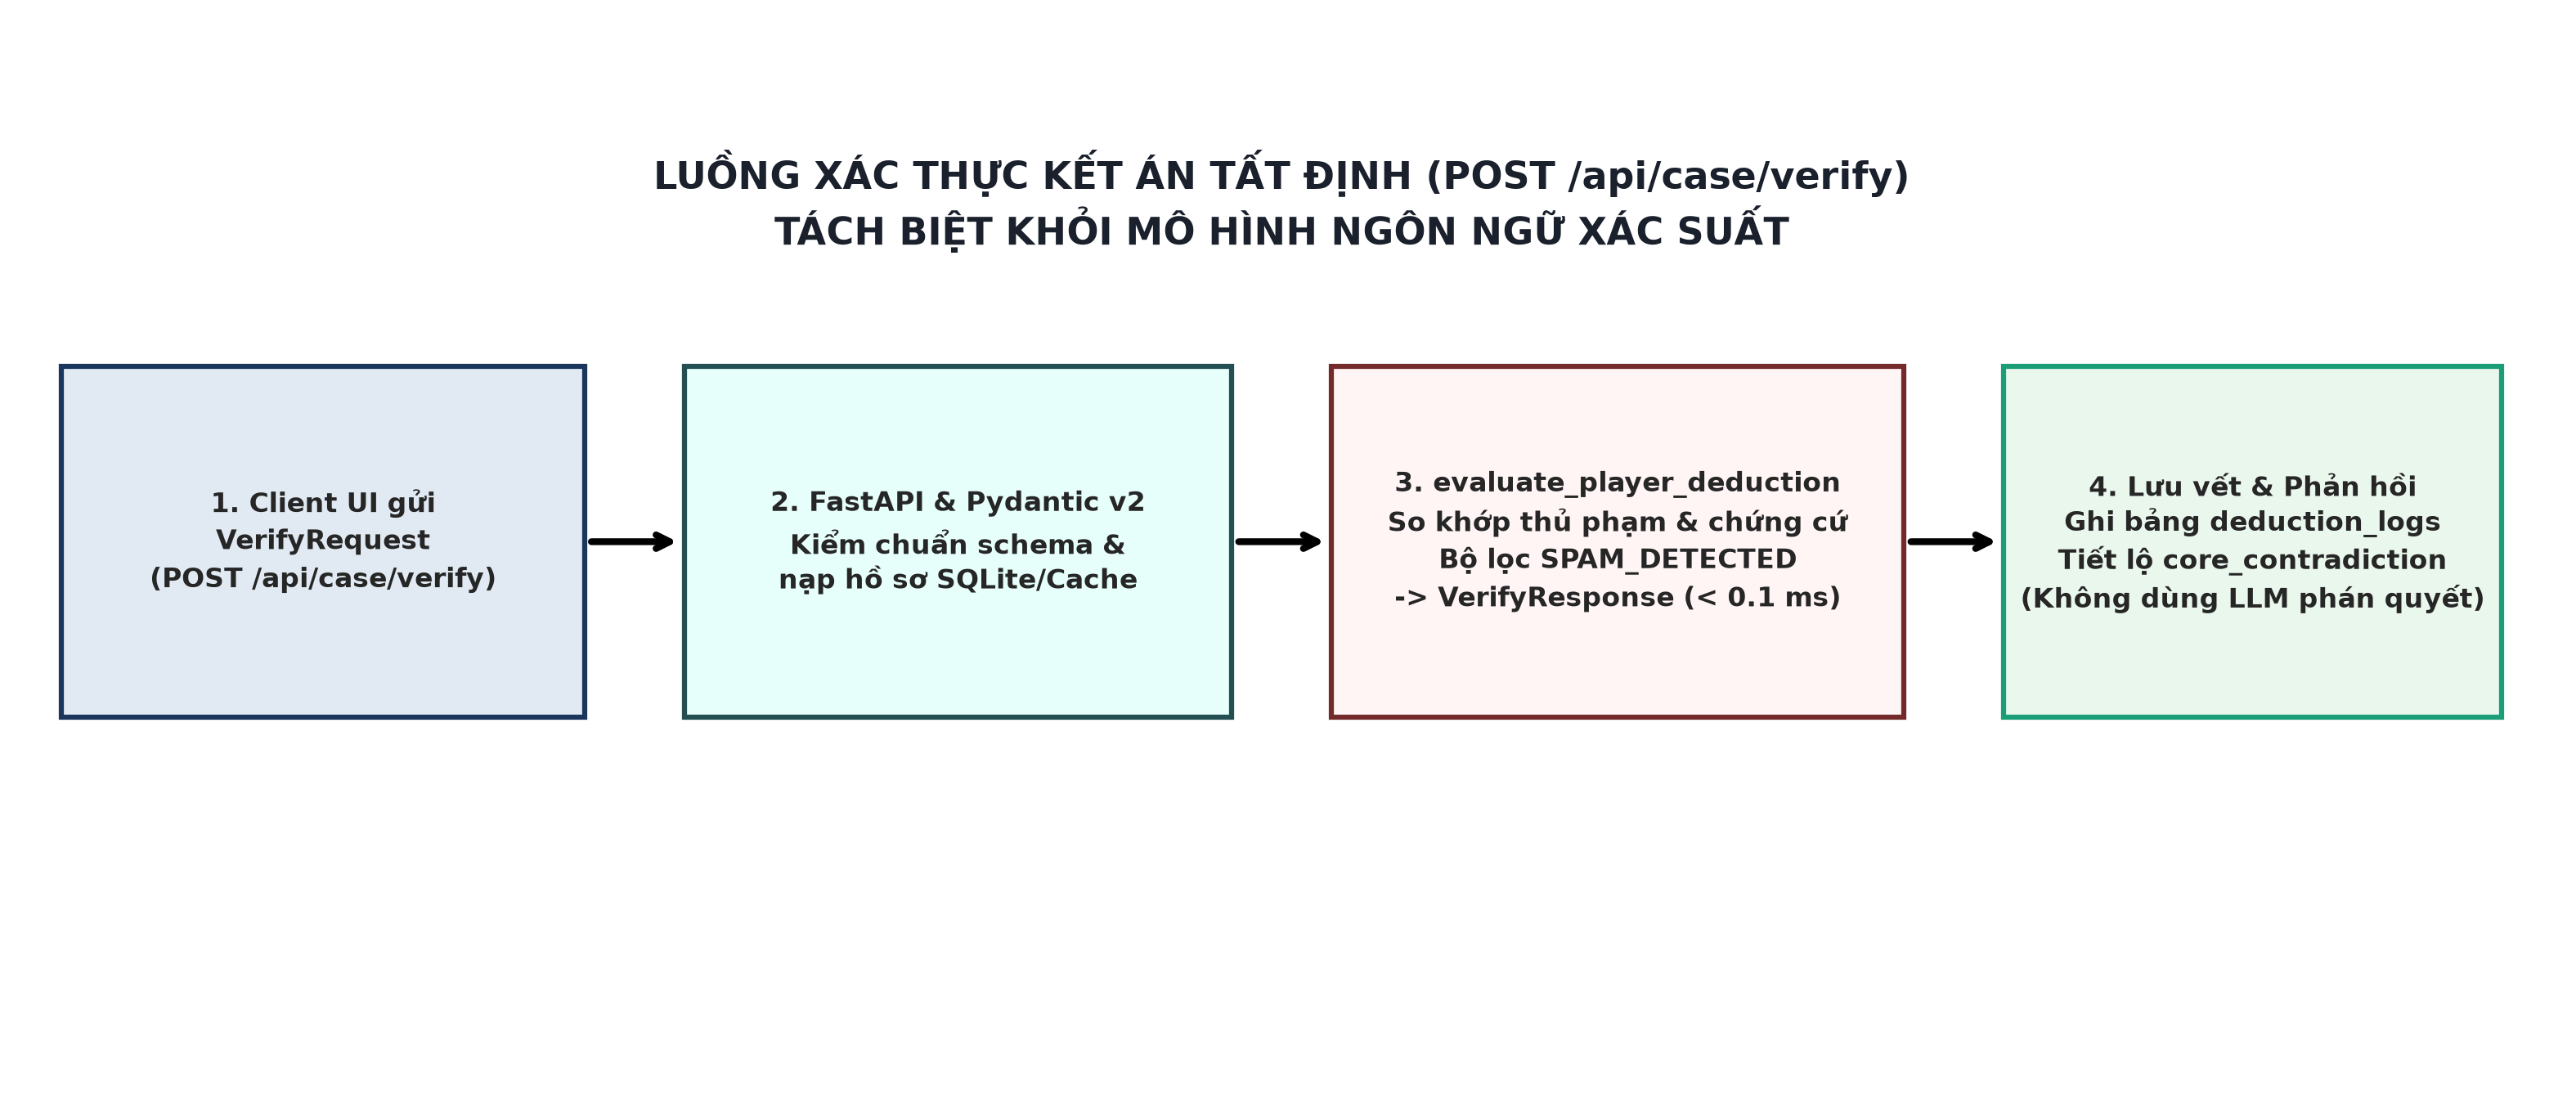 LUỒNG XÁC THỰC KẾT ÁN TẤT ĐỊNH (POST /api/case/verify)
TÁCH BIỆT KHỎI MÔ HÌNH NGÔN NGỮ XÁC SUẤT
1. Client UI gửi
VerifyRequest
(POST /api/case/verify)
2. FastAPI & Pydantic v2
Kiểm chuẩn schema &
nạp hồ sơ SQLite/Cache
3. evaluate_player_deduction
So khớp thủ phạm & chứng cứ
Bộ lọc SPAM_DETECTED
-> VerifyResponse (< 0.1 ms)
4. Lưu vết & Phản hồi
Ghi bảng deduction_logs
Tiết lộ core_contradiction
(Không dùng LLM phán quyết)